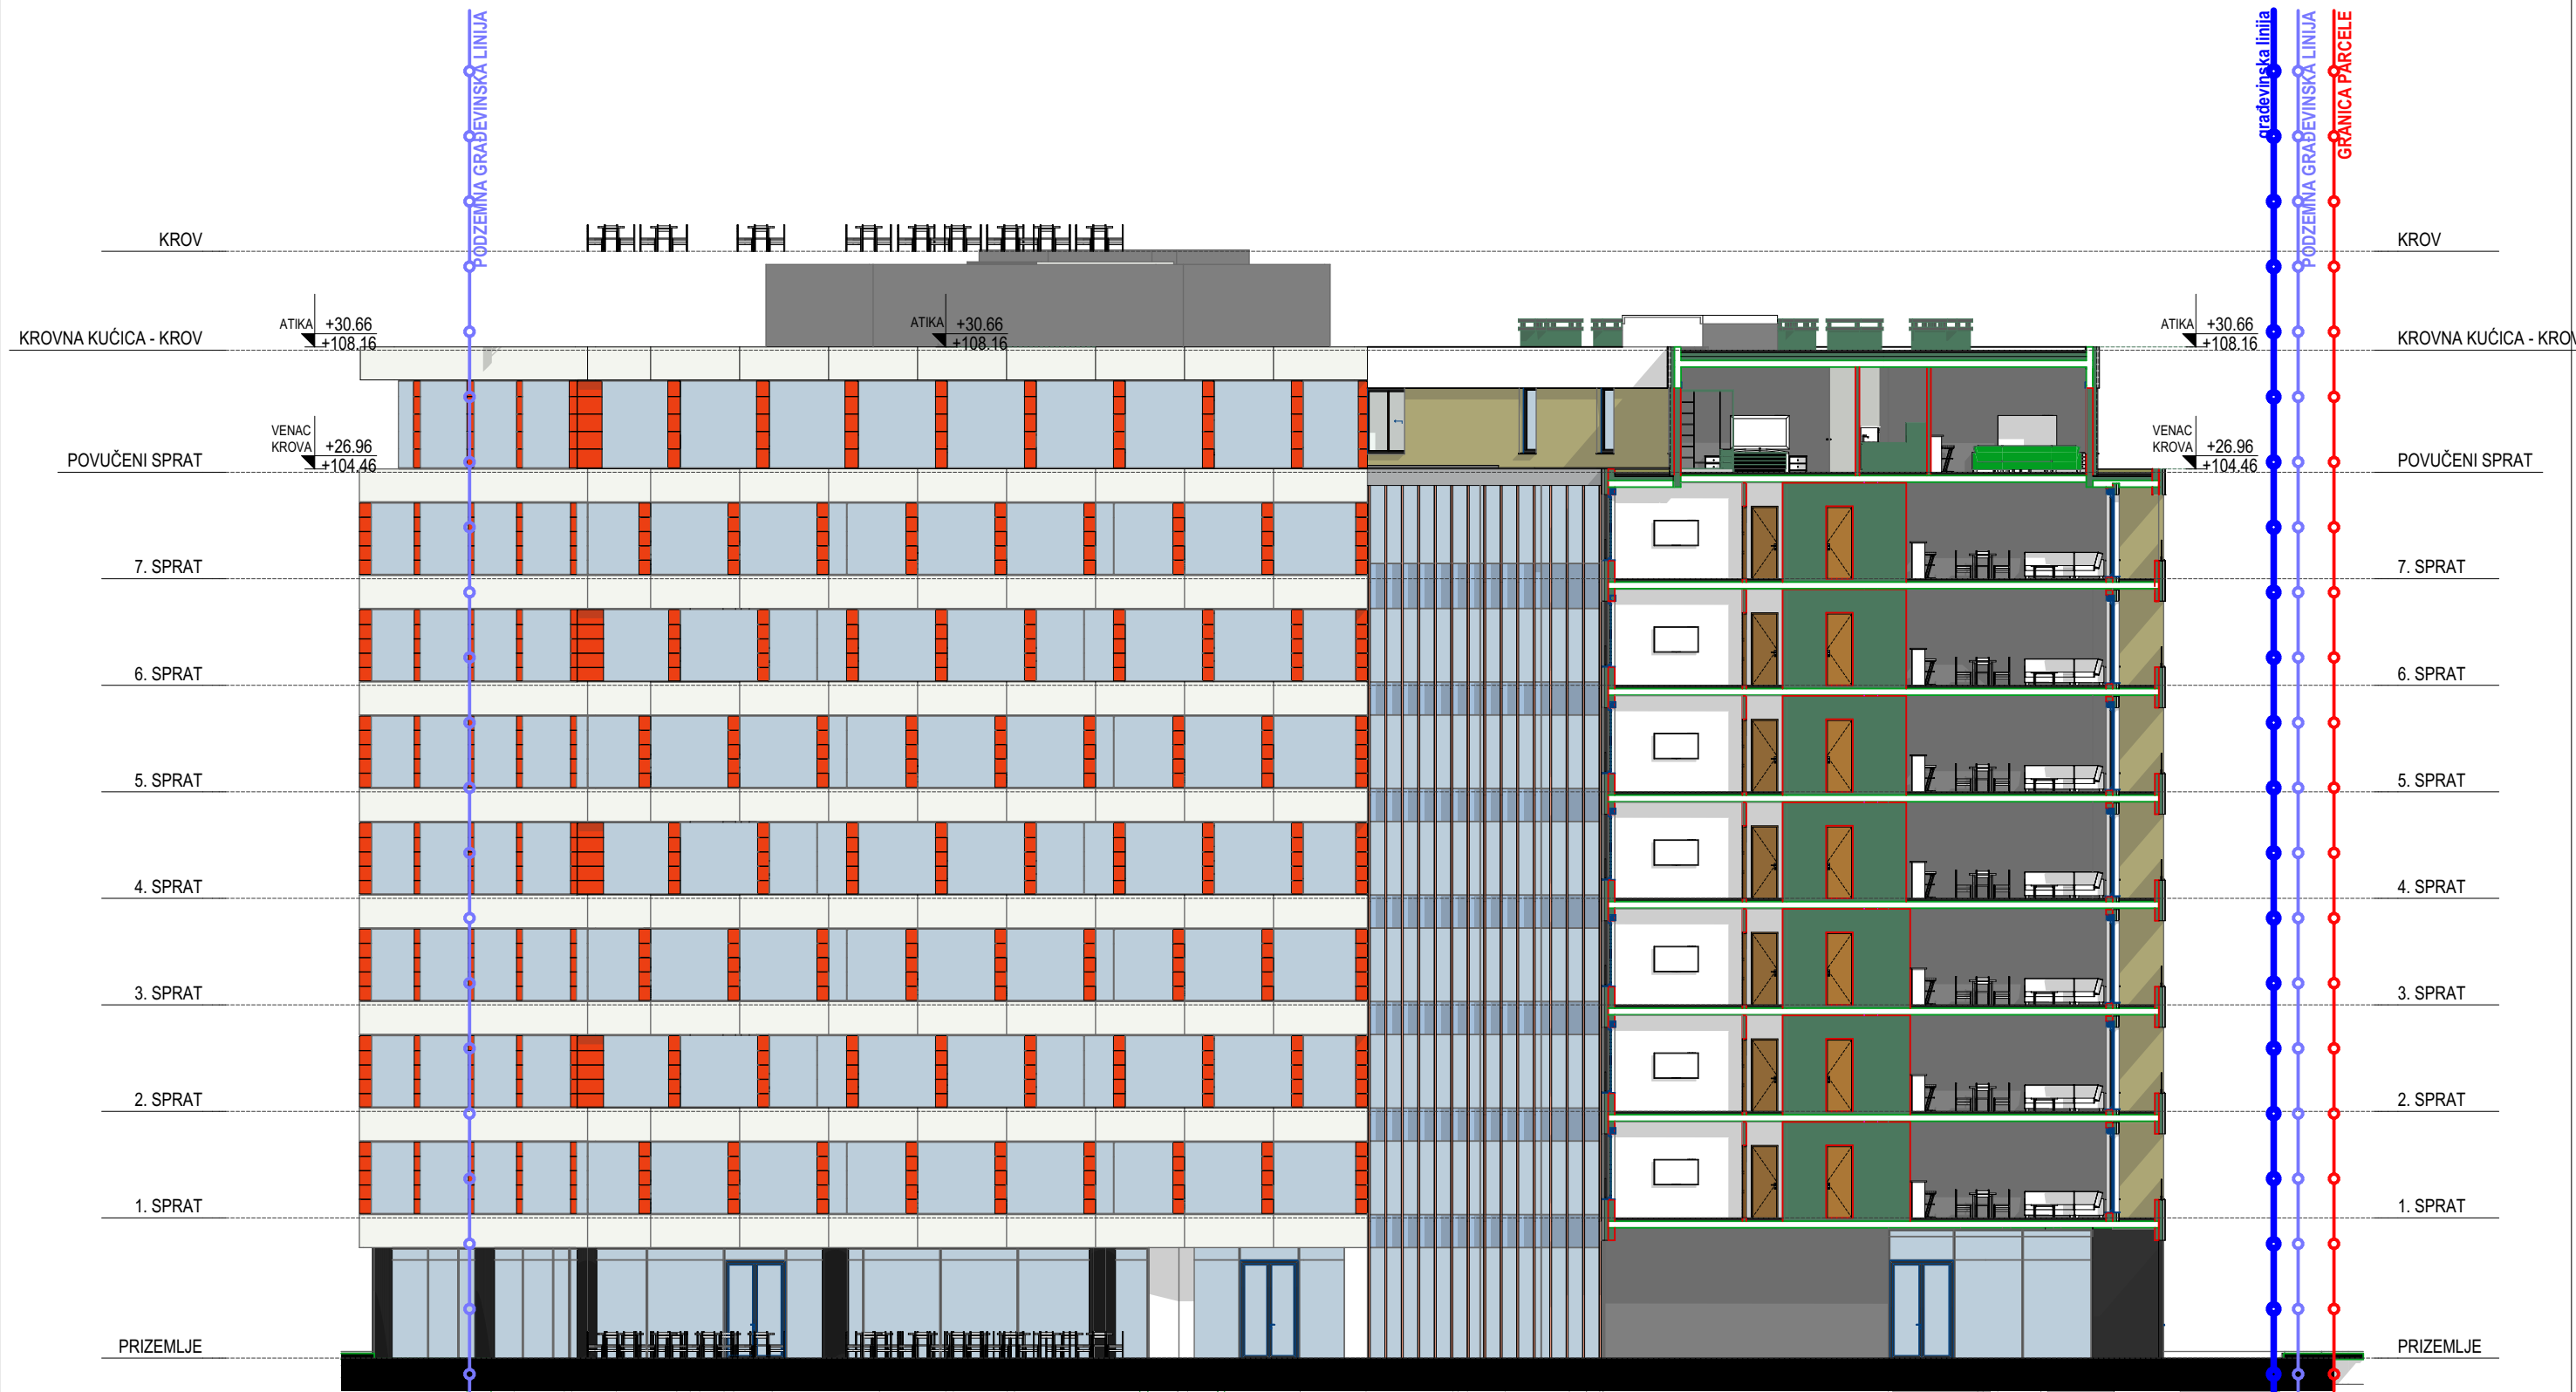 PODZEMNA GRAĐEVINSKA LINIJA
građevinska linija
PODZEMNA GRAĐEVINSKA LINIJA
GRANICA PARCELE
KROV
KROV
ATIKA +30.66
+108.16
ATIKA +30.66
+108.16
ATIKA +30.66
+108.16
KROVNA KUĆICA - KROV
KROVNA KUĆICA - KROV
VENAC
KROVA +26.96
+104.46
VENAC
KROVA +26.96
+104.46
POVUČENI SPRAT
POVUČENI SPRAT
7. SPRAT
7. SPRAT
6. SPRAT
6. SPRAT
5. SPRAT
5. SPRAT
4. SPRAT
4. SPRAT
3. SPRAT
3. SPRAT
2. SPRAT
2. SPRAT
1. SPRAT
1. SPRAT
PRIZEMLJE
PRIZEMLJE